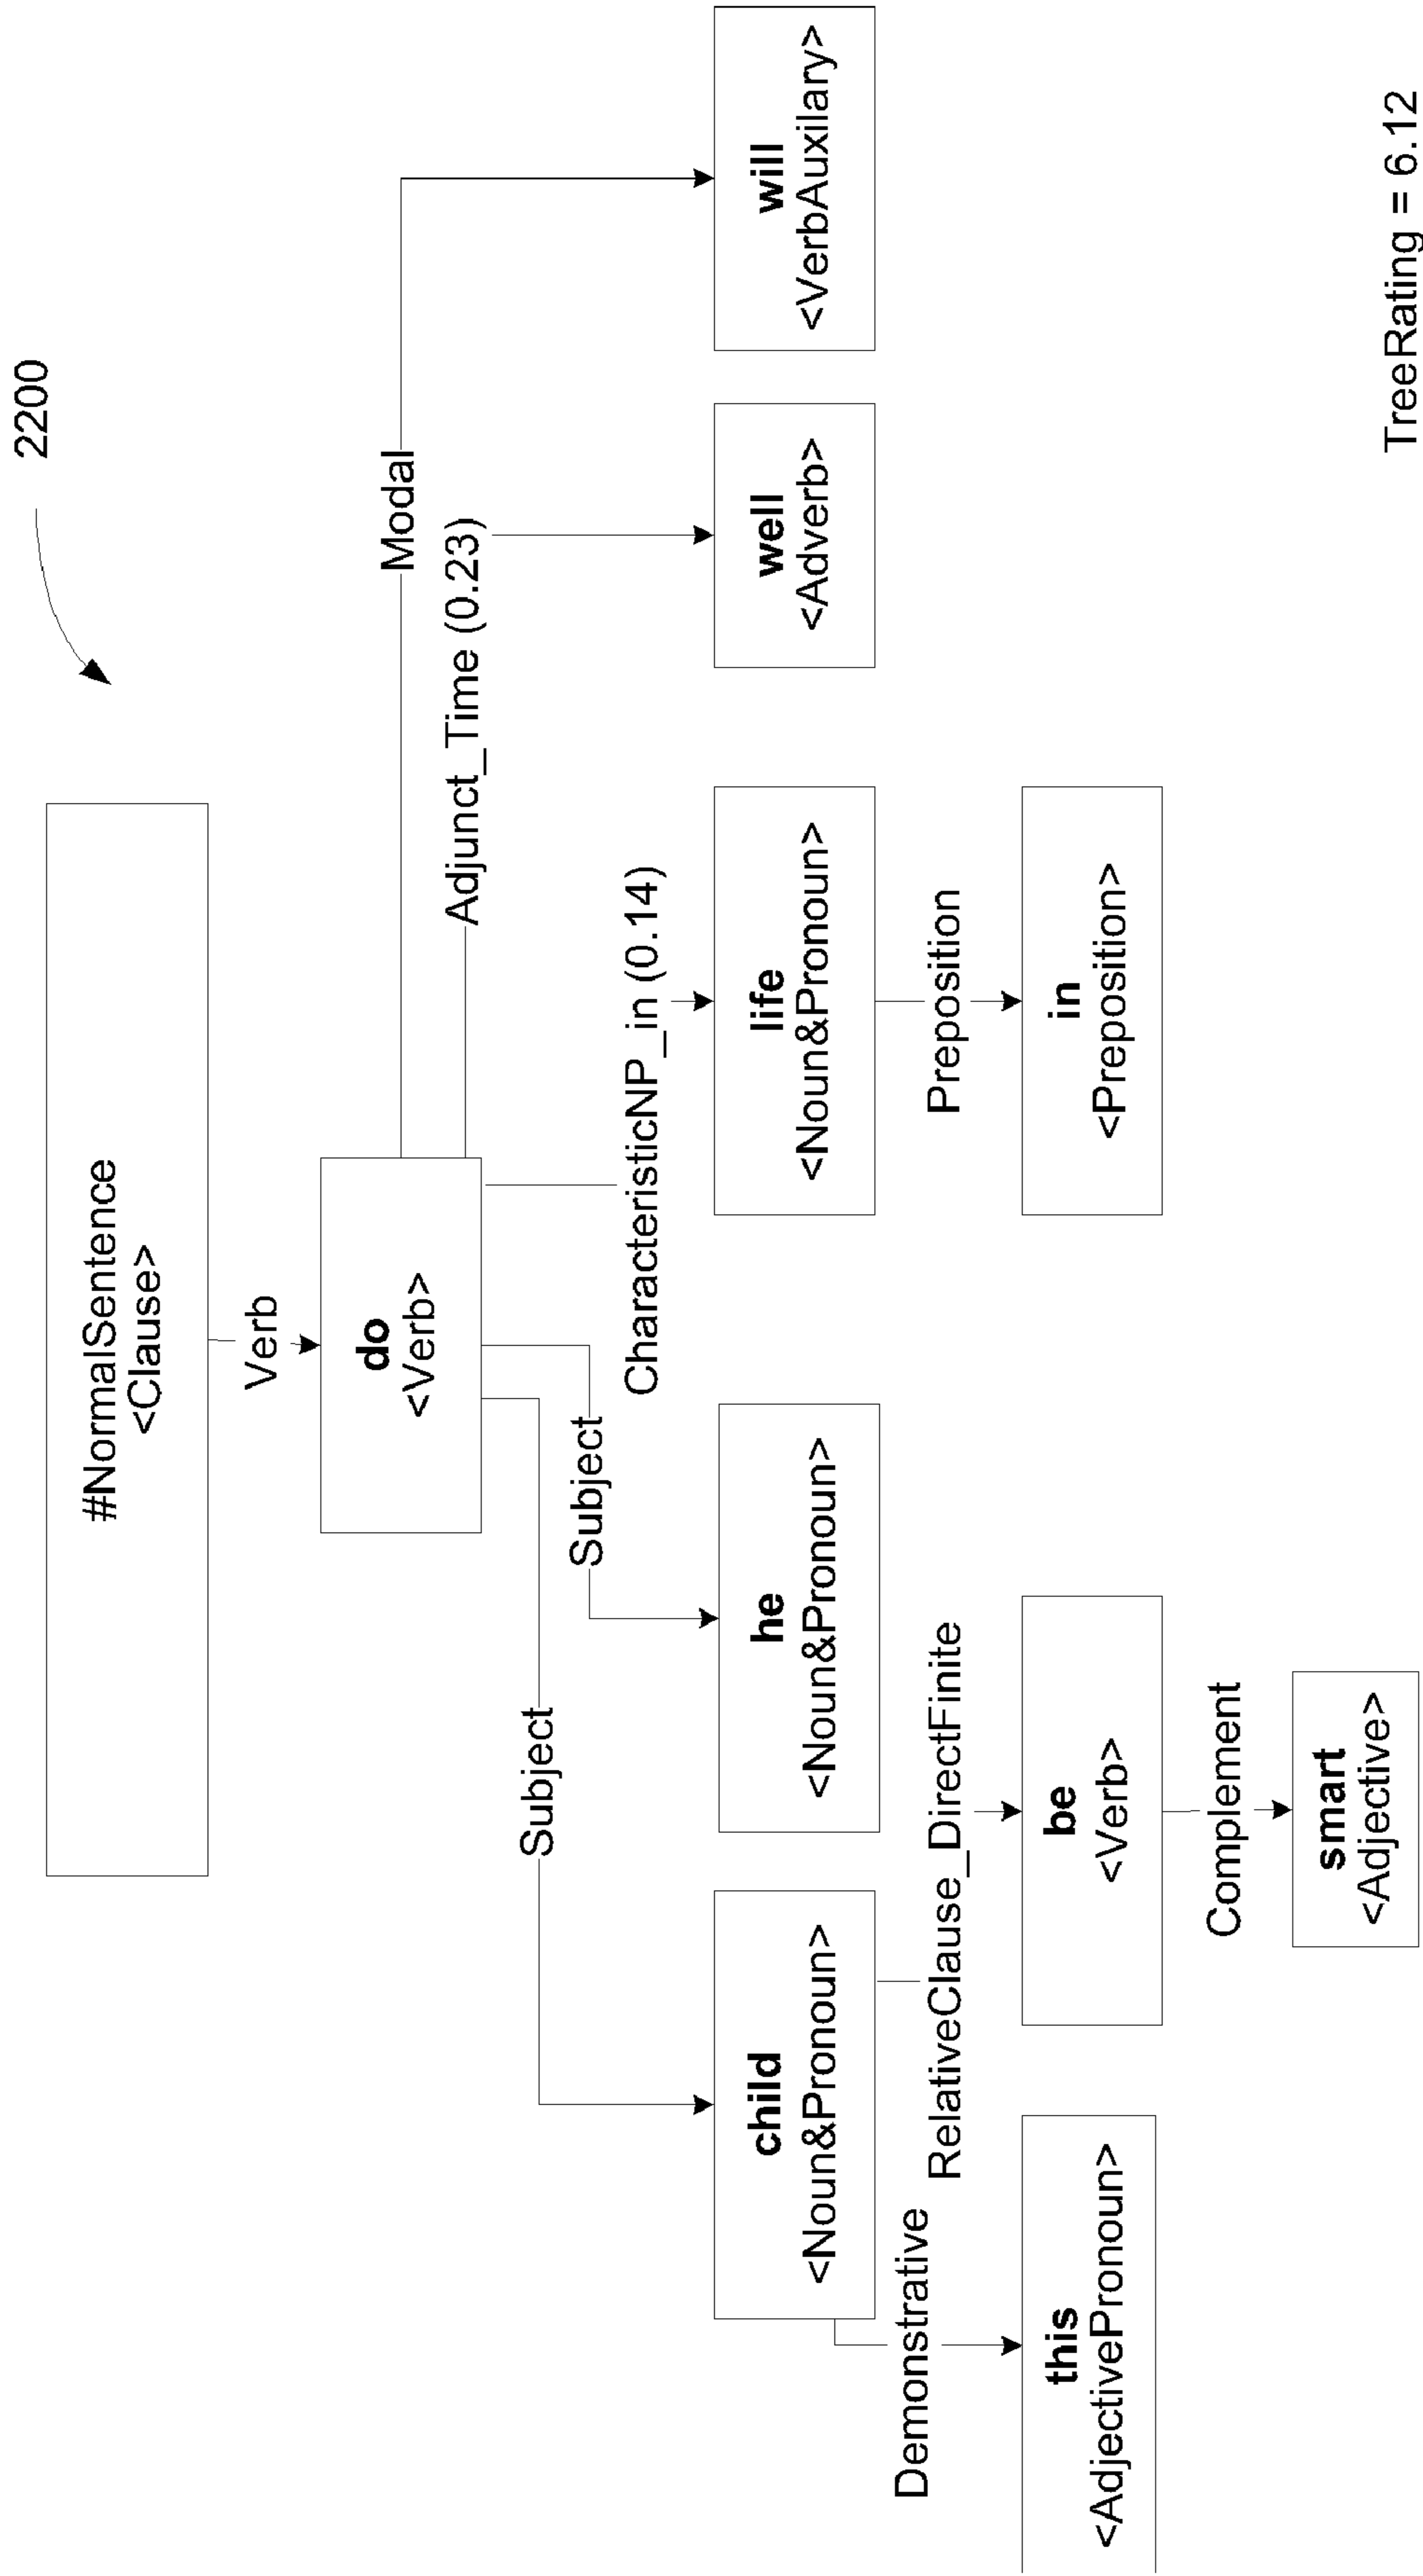 2200
#NormalSentence
<Clause>
Verb
do
<Verb>
Modal
Adjunct_Time (0.23)
Subject
Subject
CharacteristicNP_in (0.14)
child
<Noun&Pronoun>
he
<Noun&Pronoun>
life
<Noun&Pronoun>
well
<Adverb>
will
<VerbAuxilary>
Demonstrative
RelativeClause_DirectFinite
Preposition
this
<AdjectivePronoun>
be
<Verb>
in
<Preposition>
Complement
smart
<Adjective>
TreeRating = 6.12